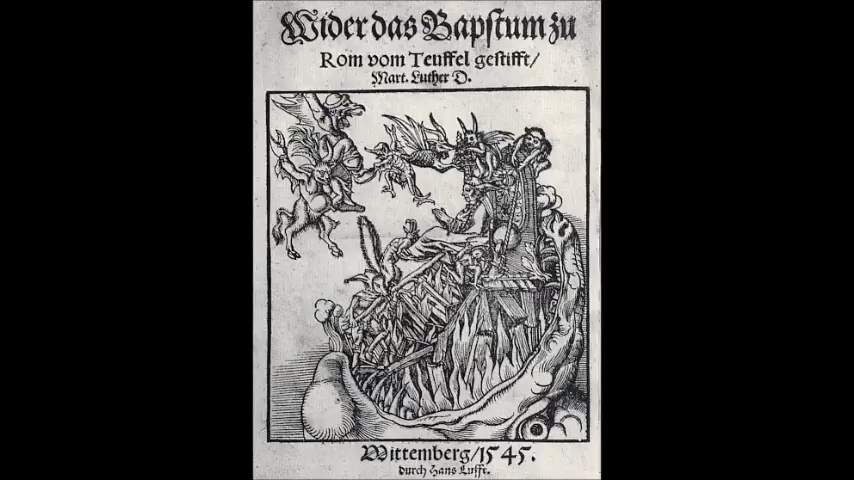 Wider das Bapstum zu
Rom vom Teuffel gestifft/
Mart. Luther D.
Wittemberg/1545.
durch Hans Lufft.